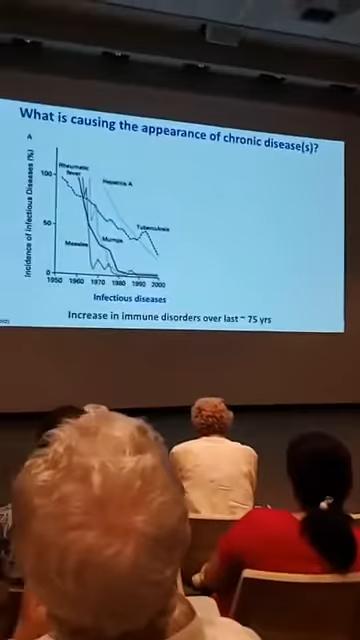 What is causing the appearance of chronic disease(s)?
A
Incidence of Infectious Diseases (%)
100
50
0
Rheumatic
fever
Hepatitis A
Tuberculosis
Mumps
Measles
1950 1960 1970 1980 1990 2000
Infectious diseases
Increase in immune disorders over last ~ 75 yrs